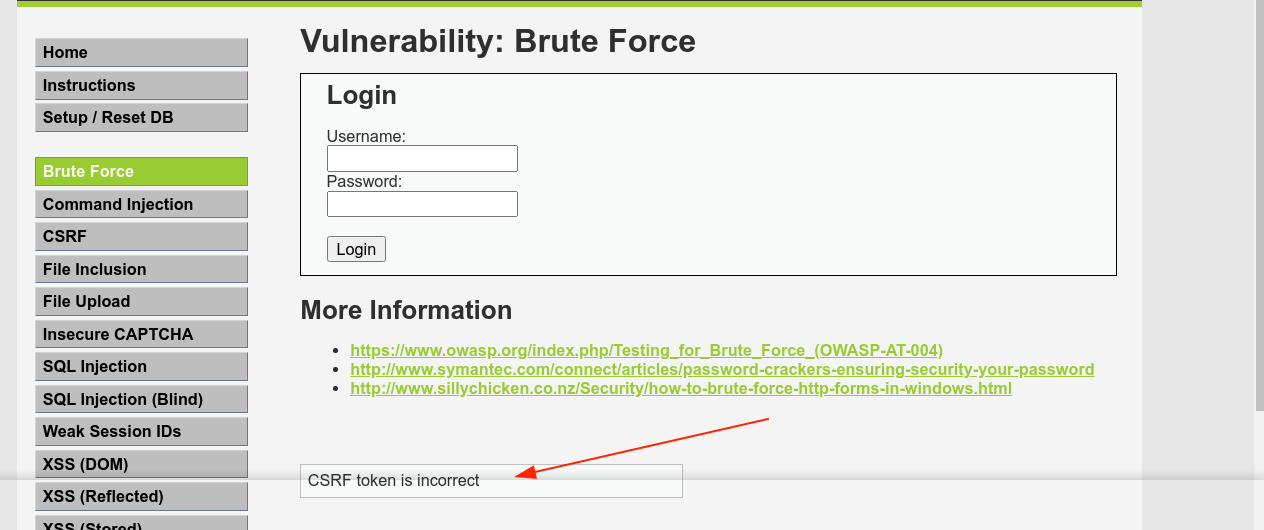 Home
Instructions
Setup / Reset DB
Brute Force
Command Injection
CSRF
File Inclusion
File Upload
Insecure CAPTCHA
SQL Injection
SQL Injection (Blind)
Weak Session IDs
XSS (DOM)
XSS (Reflected)
XSS (Stored)
Vulnerability: Brute Force
Login
Username:
Password:
Login
More Information
https://www.owasp.org/index.php/Testing_for_Brute_Force_(OWASP-AT-004)
http://www.symantec.com/connect/articles/password-crackers-ensuring-security-your-password
http://www.sillychicken.co.nz/Security/how-to-brute-force-http-forms-in-windows.html
CSRF token is incorrect